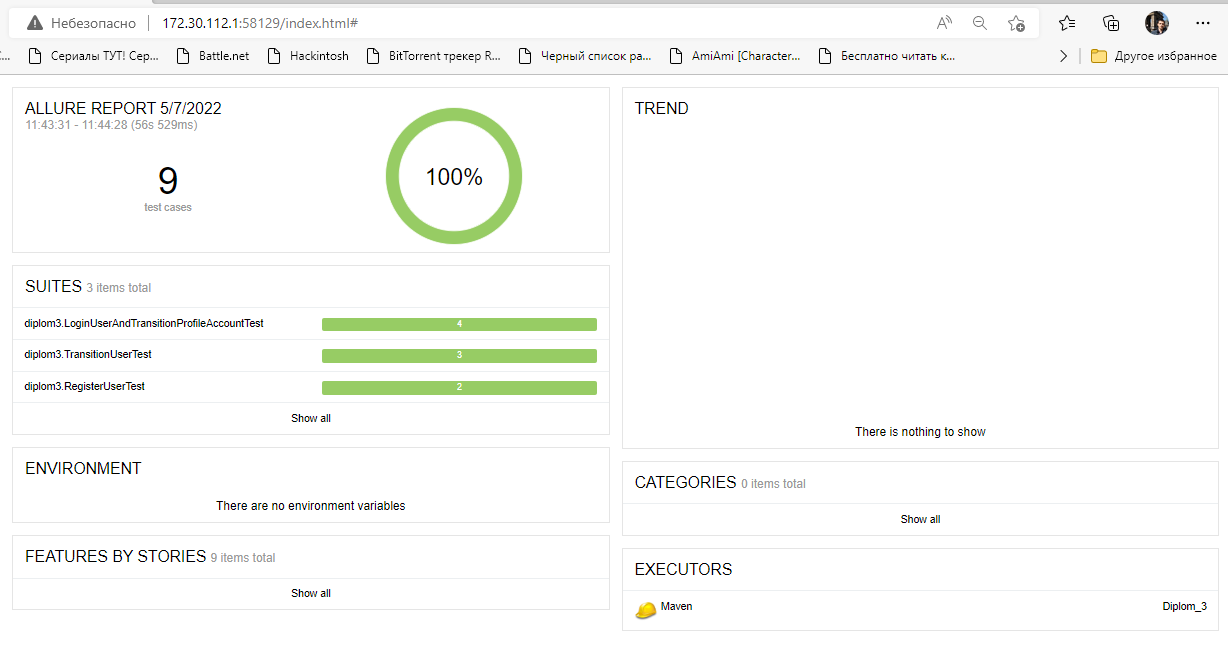 Небезопасно 172.30.112.1:58129/index.html#
... Сериалы ТУТ! Сер... Battle.net Hackintosh BitTorrent трекер R... Черный список ра... AmiAmi [Character... Бесплатно читать к... Другое избранное
ALLURE REPORT 5/7/2022
11:43:31 - 11:44:28 (56s 529ms)
9
test cases
100%
SUITES 3 items total
diplom3.LoginUserAndTransitionProfileAccountTest 4
diplom3.TransitionUserTest 3
diplom3.RegisterUserTest 2
Show all
ENVIRONMENT
There are no environment variables
FEATURES BY STORIES 9 items total
Show all
TREND
There is nothing to show
CATEGORIES 0 items total
Show all
EXECUTORS
Maven Diplom_3